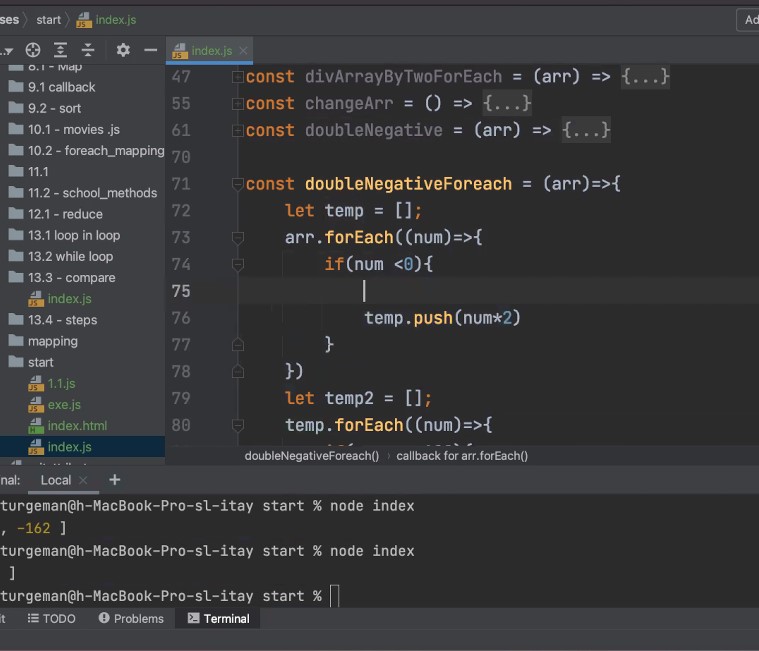 ses start index.js
Ad
index.js
8.1 - Map
9.1 callback
9.2 - sort
10.1 - movies .js
10.2 - foreach_mapping
11.1
11.2 - school_methods
12.1 - reduce
13.1 loop in loop
13.2 while loop
13.3 - compare
index.js
13.4 - steps
mapping
start
1.1.js
exe.js
index.html
index.js
47 const divArrayByTwoForEach = (arr) => {...}
55 const changeArr = () => {...}
61 const doubleNegative = (arr) => {...}
70
71 const doubleNegativeForeach = (arr)=>{
72 let temp = [];
73 arr.forEach((num)=>{
74 if(num <0){
75
76 temp.push(num*2)
77 }
78 })
79 let temp2 = [];
80 temp.forEach((num)=>{
doubleNegativeForeach() callback for arr.forEach()
nal: Local +
turgeman@h-MacBook-Pro-sl-itay start % node index
, -162 ]
turgeman@h-MacBook-Pro-sl-itay start % node index
]
turgeman@h-MacBook-Pro-sl-itay start %
it TODO Problems Terminal